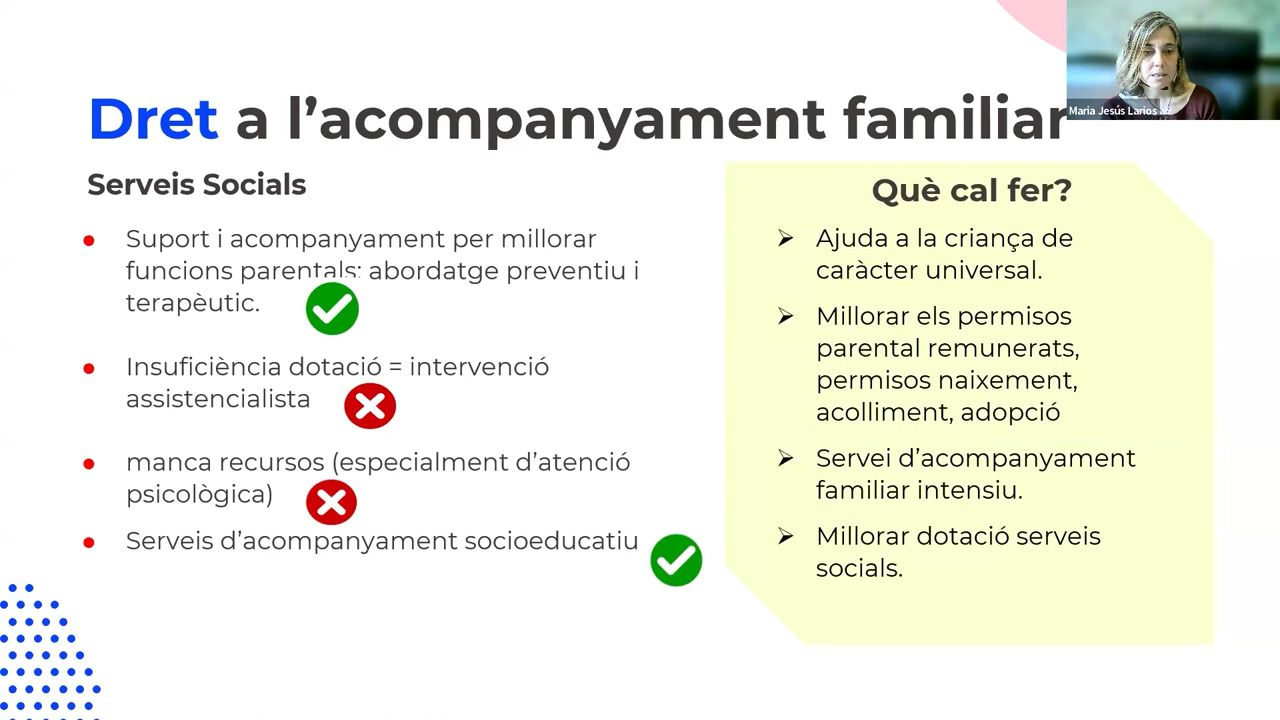 Dret a l’acompanyament familiar
Maria Jesús Larios
Serveis Socials
Suport i acompanyament per millorar
funcions parentals: abordatge preventiu i
terapèutic.
Insuficiència dotació = intervenció
assistencialista
manca recursos (especialment d’atenció
psicològica)
Serveis d’acompanyament socioeducatiu
Què cal fer?
Ajuda a la criança de
caràcter universal.
Millorar els permisos
parental remunerats,
permisos naixement,
acolliment, adopció
Servei d’acompanyament
familiar intensiu.
Millorar dotació serveis
socials.